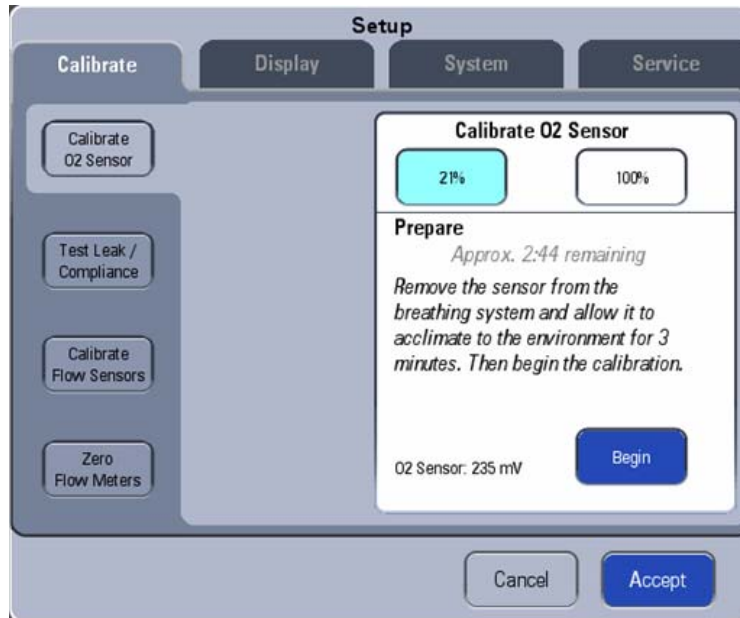 Setup
Calibrate
Display
System
Service
Calibrate
O2 Sensor
Test Leak /
Compliance
Calibrate
Flow Sensors
Zero
Flow Meters
Calibrate O2 Sensor
21%
100%
Prepare
Approx. 2:44 remaining
Remove the sensor from the
breathing system and allow it to
acclimate to the environment for 3
minutes. Then begin the calibration.
O2 Sensor: 235 mV
Begin
Cancel
Accept